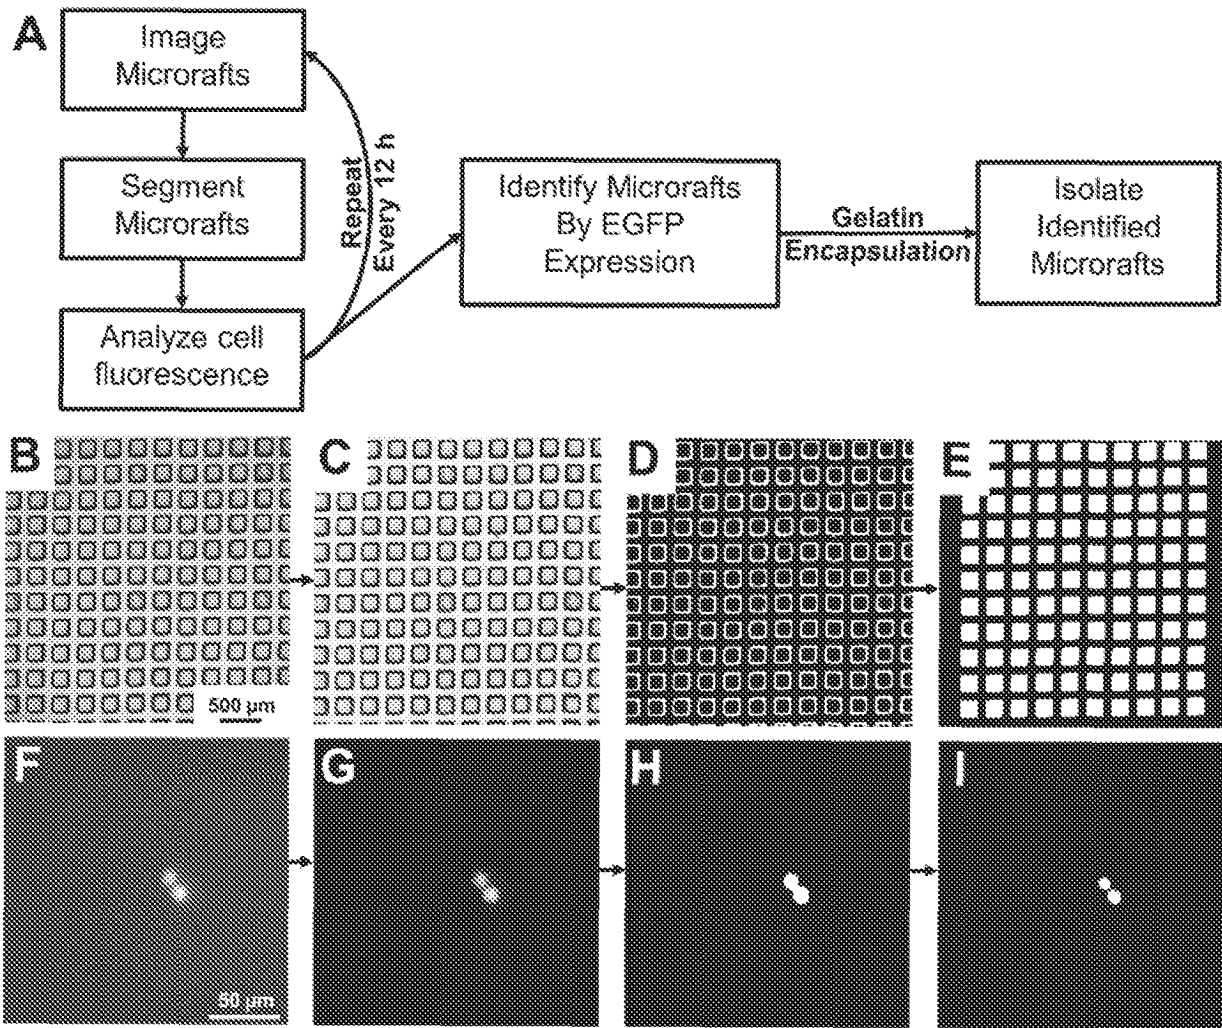 A
Image
Microrafts
Segment
Microrafts
Analyze cell
fluorescence
Repeat
Every 12 h
Identify Microrafts
By EGFP
Expression
Gelatin
Encapsulation
Isolate
Identified
Microrafts
B
500 µm
C
D
E
F
50 µm
G
H
I